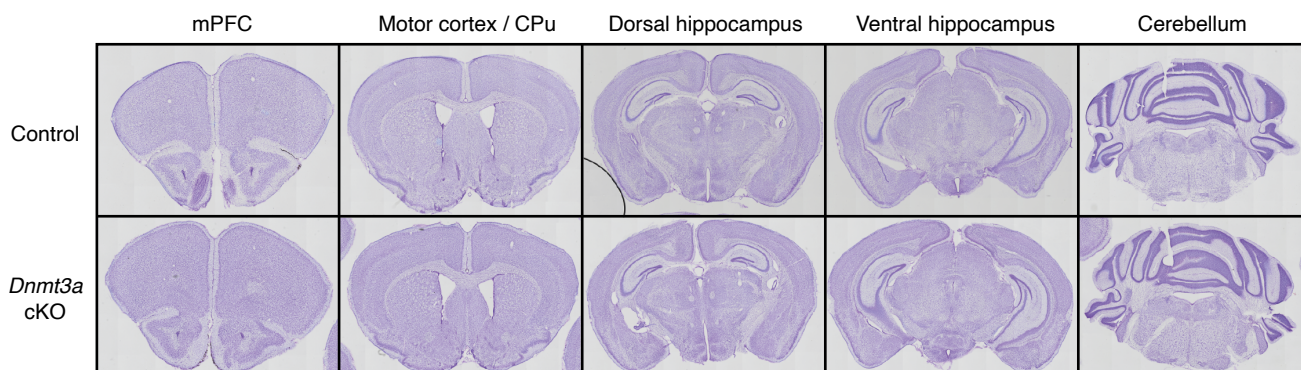 mPFC
Motor cortex / CPu
Dorsal hippocampus
Ventral hippocampus
Cerebellum
Control
Dnmt3a
cKO